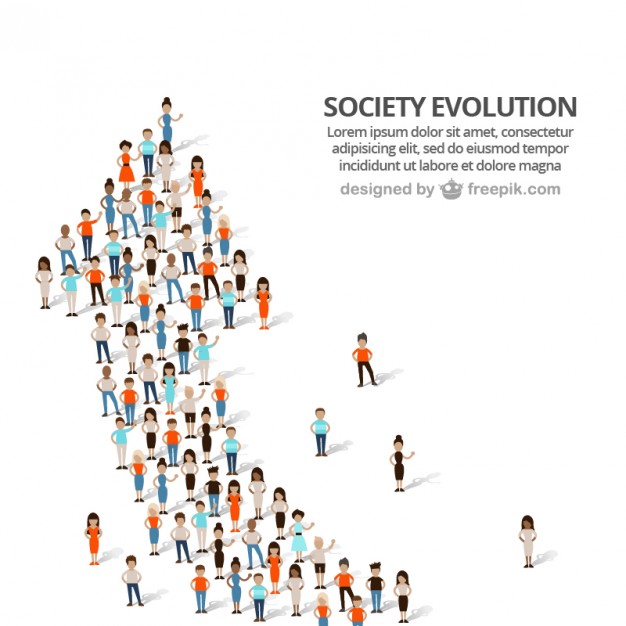 SOCIETY EVOLUTION
Lorem ipsum dolor sit amet, consectetur
adipisicing elit, sed do eiusmod tempor
incididunt ut labore et dolore magna
designed by freepik.com